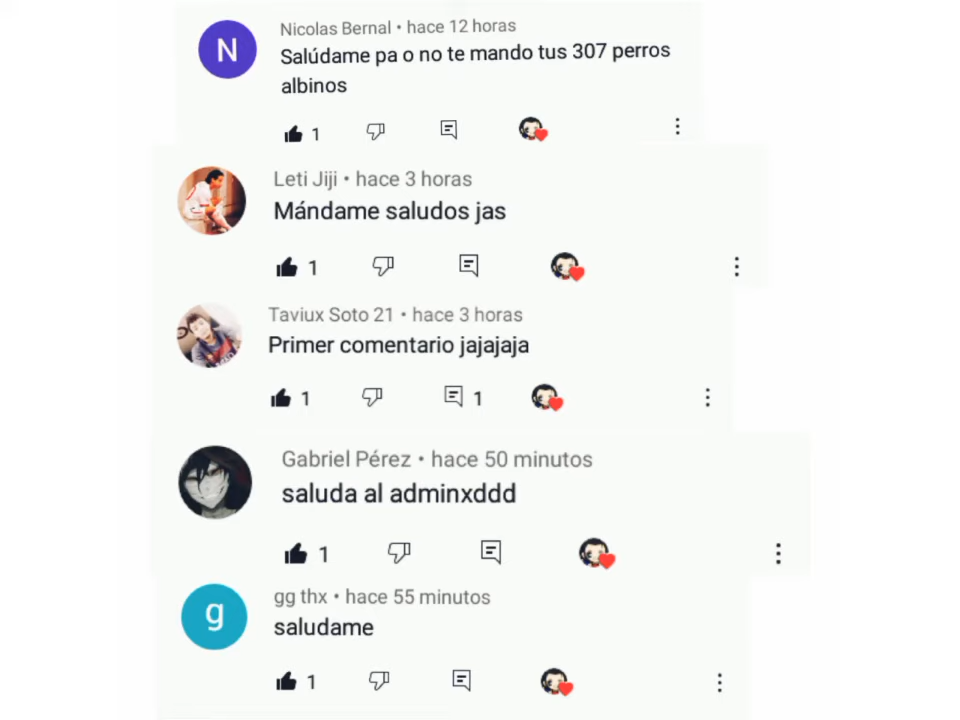 N
Nicolas Bernal • hace 12 horas
Salúdame pa o no te mando tus 307 perros
albinos
1
Leti Jiji • hace 3 horas
Mándame saludos jas
1
Taviux Soto 21 • hace 3 horas
Primer comentario jajajaja
1 1
Gabriel Pérez • hace 50 minutos
saluda al adminxddd
1
g
gg thx • hace 55 minutos
saludame
1